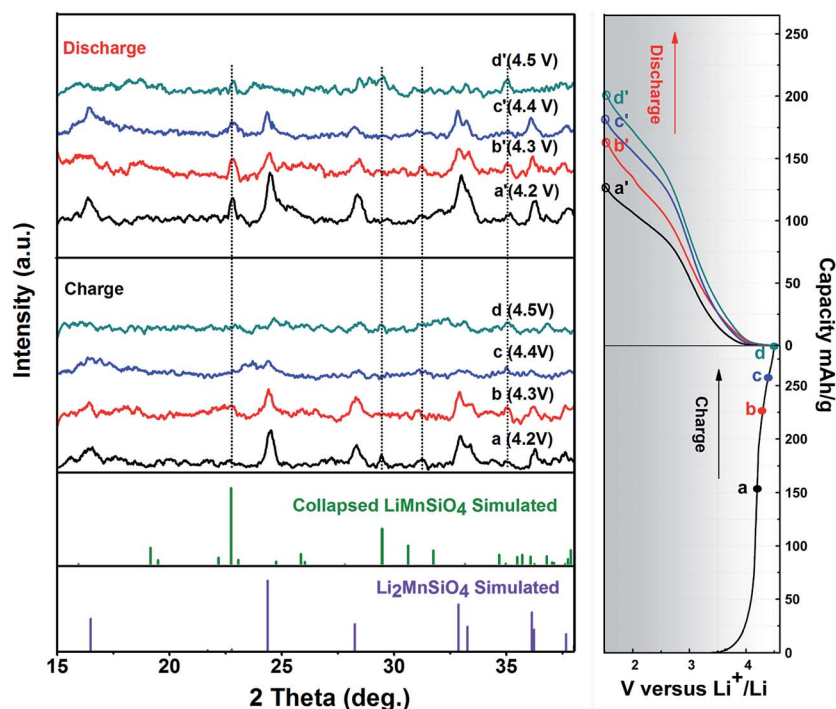 Discharge
d'(4.5 V)
c'(4.4 V)
b'(4.3 V)
a'(4.2 V)
Charge
d (4.5V)
c (4.4V)
b (4.3V)
a (4.2V)
Collapsed LiMnSiO4 Simulated
Li2MnSiO4 Simulated
15 20 25 30 35
2 Theta (deg.)
Intensity (a.u.)
Discharge
d'
c'
b'
a'
d
c
b
a
Charge
250
200
150
100
50
0
250
200
150
100
50
0
Capacity mAh/g
2 3 4
V versus Li+/Li